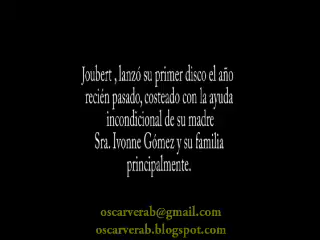 Joubert , lanzó su primer disco el año
recién pasado, costeado con la ayuda
incondicional de su madre
Sra. Ivonne Gómez y su familia
principalmente.
oscarverab@gmail.com
oscarverab.blogspot.com